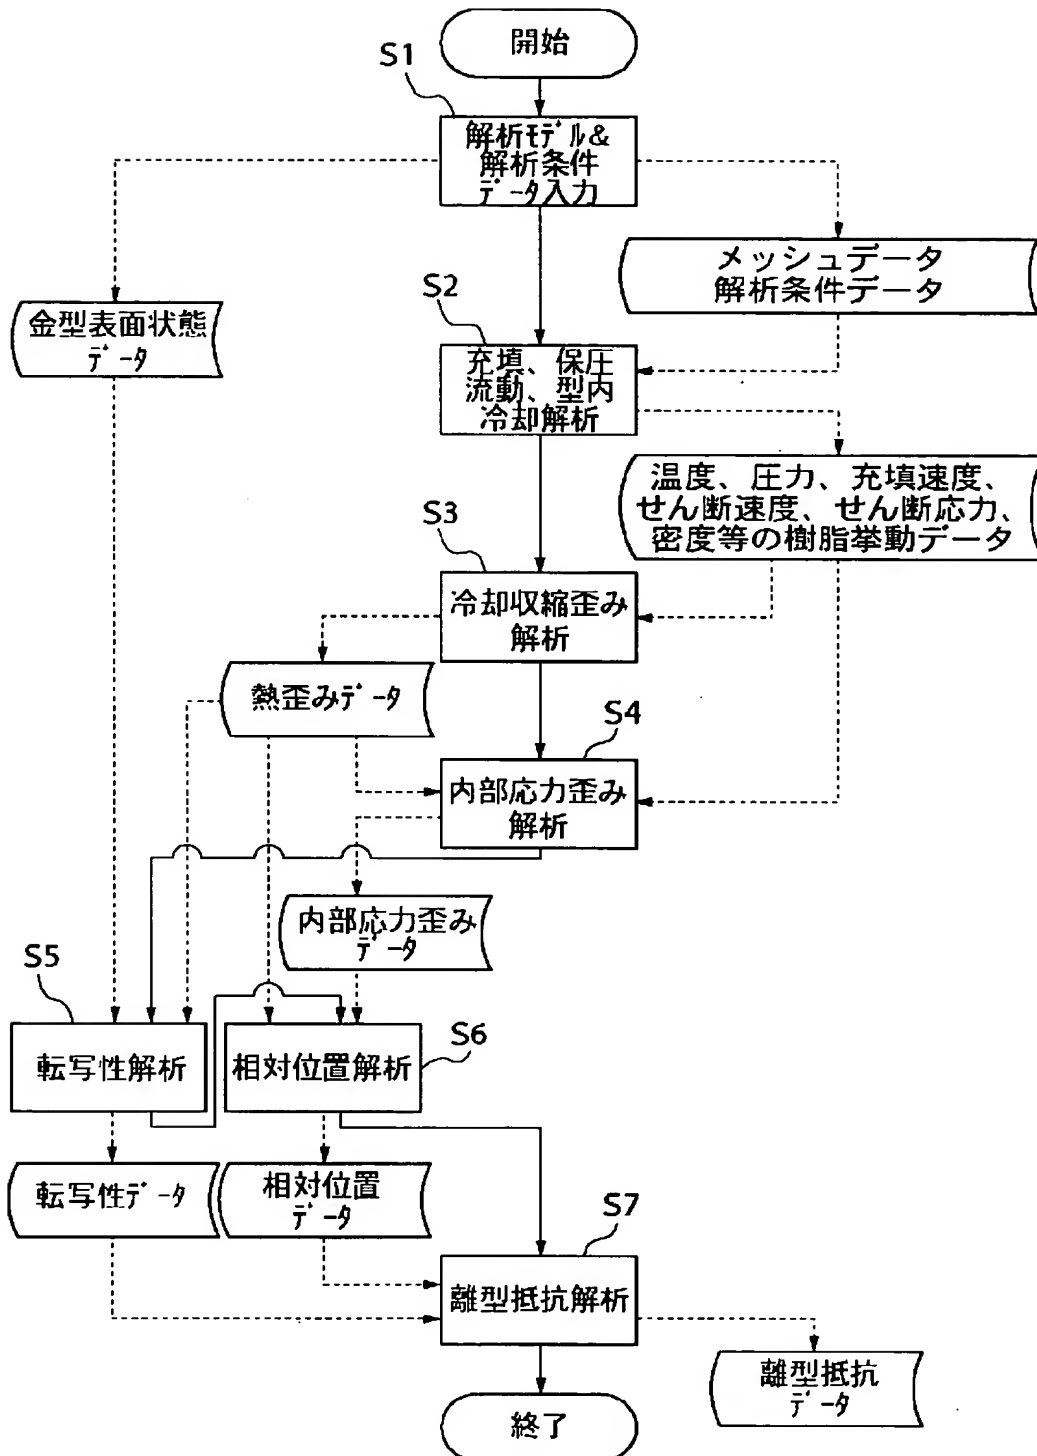 開始
S1
解析モデル&
解析条件
データ入力
メッシュデータ
解析条件データ
S2
金型表面状態
データ
充填、保圧
流動、型内
冷却解析
温度、圧力、充填速度、
せん断速度、せん断応力、
密度等の樹脂挙動データ
S3
冷却収縮歪み
解析
熱歪みデータ
S4
内部応力歪み
解析
内部応力歪み
データ
S5
転写性解析
相対位置解析
S6
転写性データ
相対位置
データ
S7
離型抵抗解析
離型抵抗
データ
終了